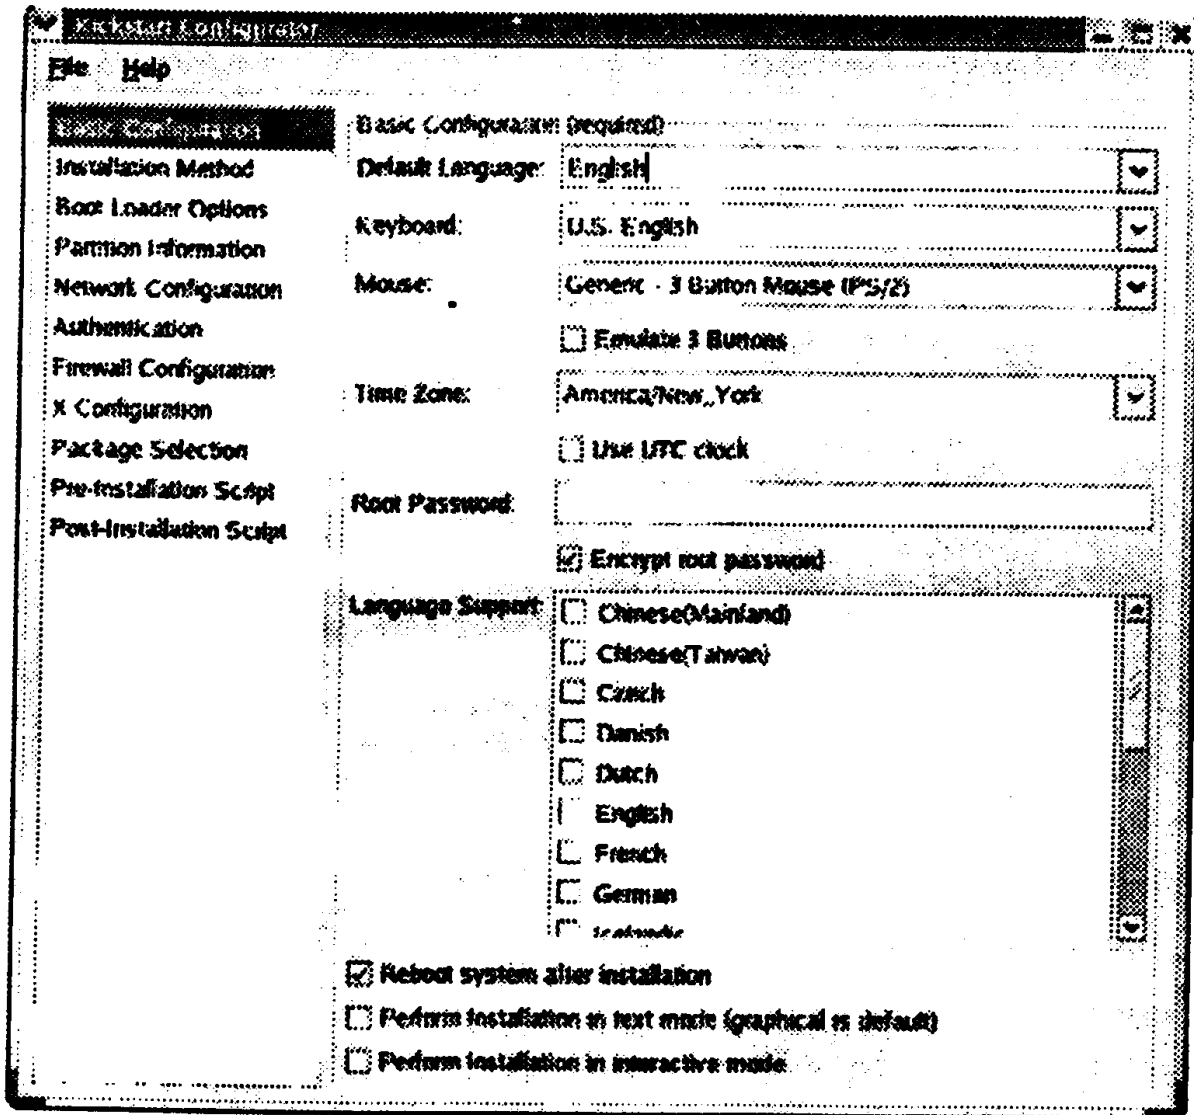 Kickstart Configurator
File Help
Basic Configuration
Installation Method
Boot Loader Options
Partition Information
Network Configuration
Authentication
Firewall Configuration
X Configuration
Package Selection
Pre-Installation Script
Post-Installation Script
Basic Configuration (required)
Default Language: English
Keyboard: U.S. English
Mouse: Generic - 3 Button Mouse (PS/2)
Emulate 3 Buttons
Time Zone: America/New_York
Use UTC clock
Root Password:
Encrypt root password
Language Support: Chinese(Mainland)
Chinese(Taiwan)
Czech
Danish
Dutch
English
French
German
Icelandic
Reboot system after installation
Perform installation in text mode (graphical is default)
Perform installation in interactive mode